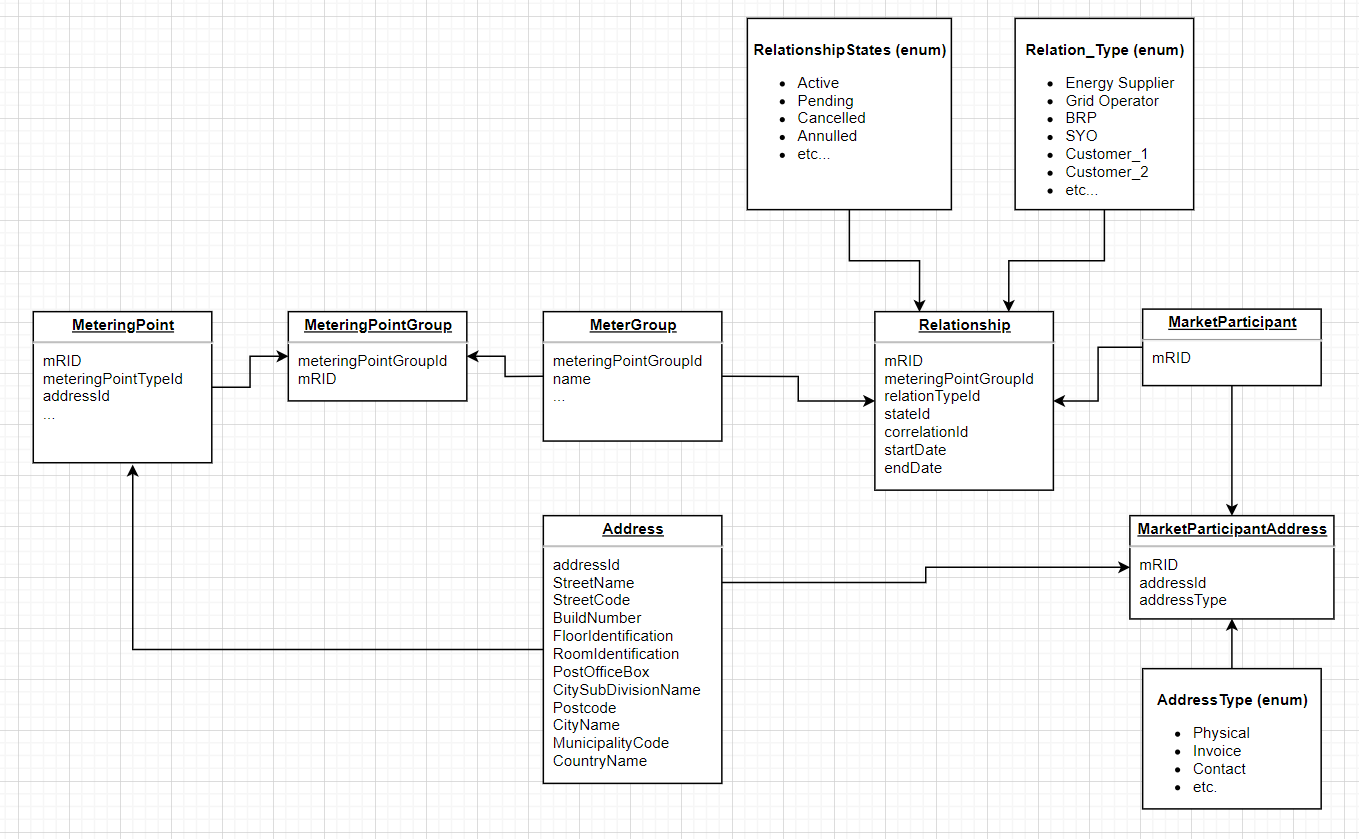 RelationshipStates (enum)
Active
Pending
Cancelled
Annulled
etc...
Relation_Type (enum)
Energy Supplier
Grid Operator
BRP
SYO
Customer_1
Customer_2
etc...
MeteringPoint
mRID
meteringPointTypeId
addressId
...
MeteringPointGroup
meteringPointGroupId
mRID
MeterGroup
meteringPointGroupId
name
...
Relationship
mRID
meteringPointGroupId
relationTypeId
stateId
correlationId
startDate
endDate
MarketParticipant
mRID
Address
addressId
StreetName
StreetCode
BuildNumber
FloorIdentification
RoomIdentification
PostOfficeBox
CitySubDivisionName
Postcode
CityName
MunicipalityCode
CountryName
MarketParticipantAddress
mRID
addressId
addressType
AddressType (enum)
Physical
Invoice
Contact
etc.